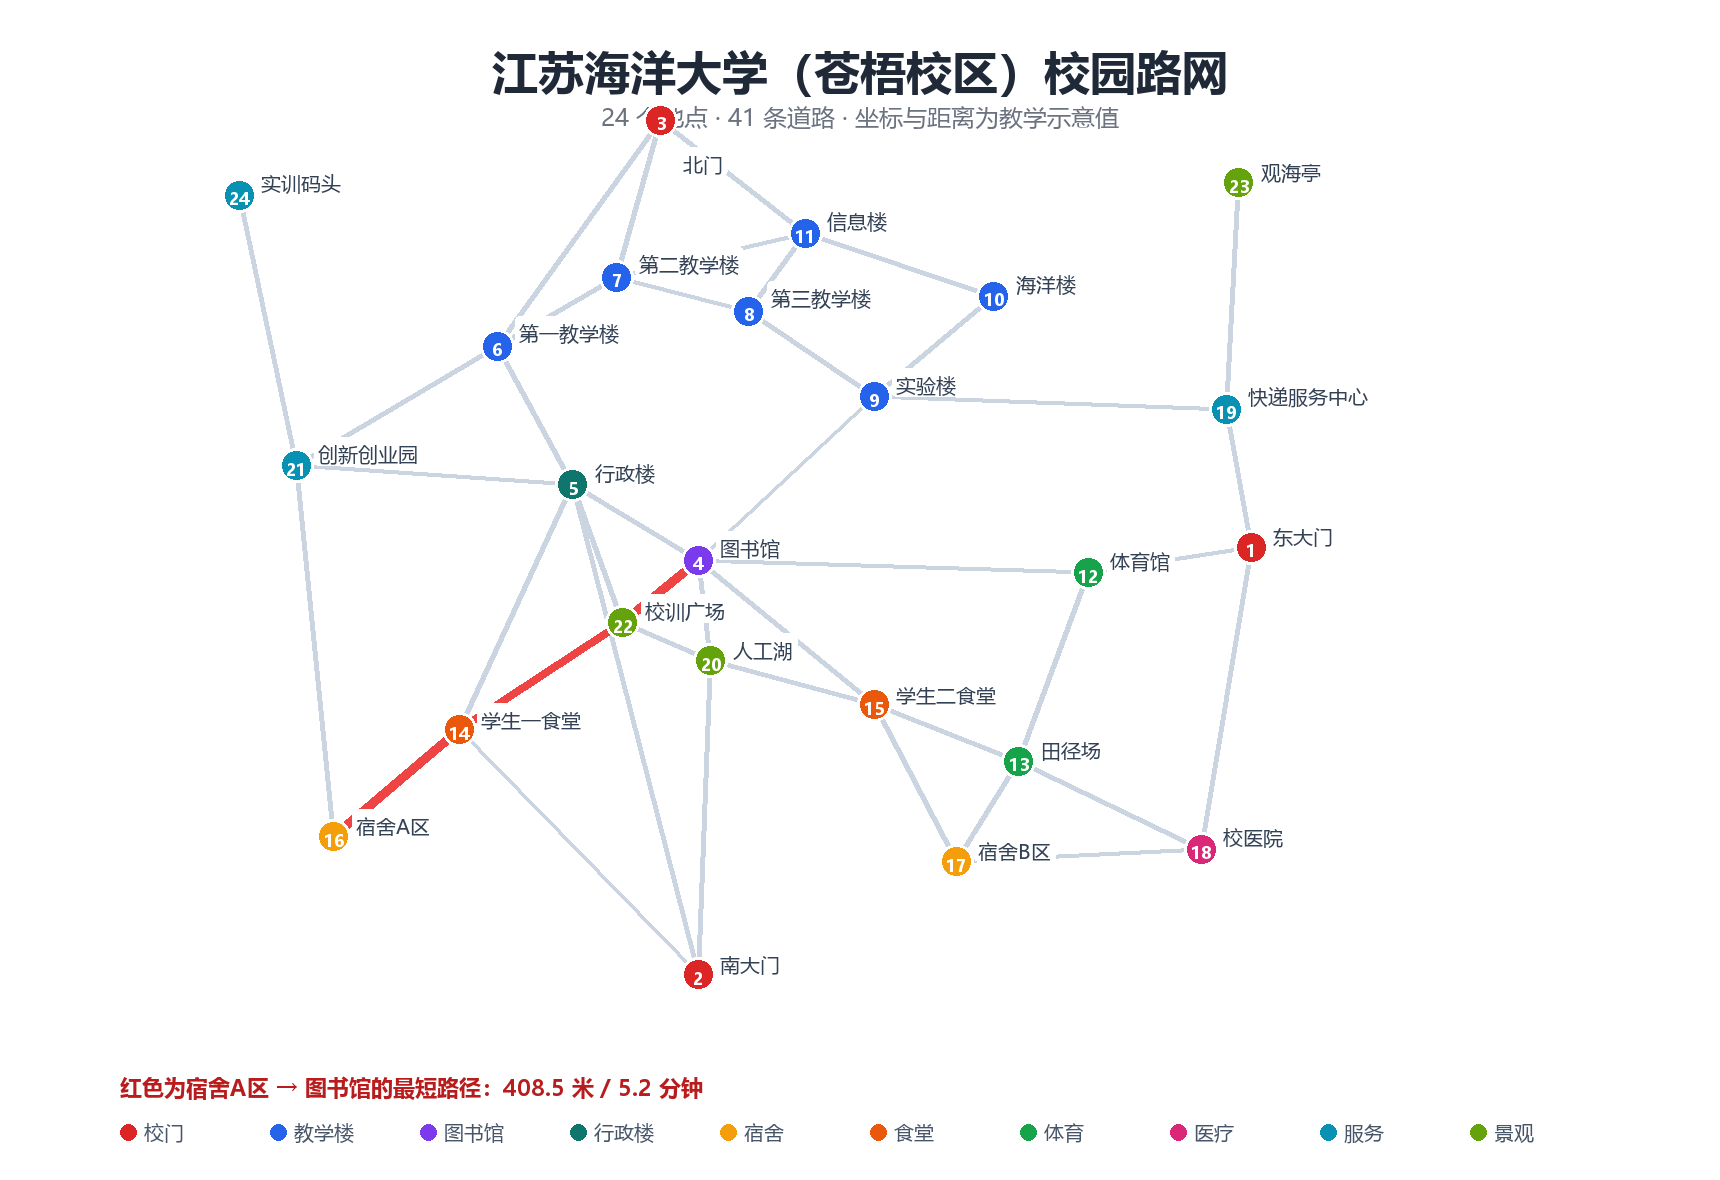 江苏海洋大学（苍梧校区）校园路网
24 个地点 · 41 条道路 · 坐标与距离为教学示意值
3
北门
24 实训码头
23 观海亭
11 信息楼
7 第二教学楼
10 海洋楼
8 第三教学楼
6 第一教学楼
9 实验楼
19 快递服务中心
21 创新创业园
5 行政楼
1 东大门
4 图书馆
12 体育馆
22 校训广场
20 人工湖
15 学生二食堂
14 学生一食堂
13 田径场
16 宿舍A区
17 宿舍B区
18 校医院
2 南大门
红色为宿舍A区 → 图书馆的最短路径：408.5 米 / 5.2 分钟
校门 教学楼 图书馆 行政楼 宿舍 食堂 体育 医疗 服务 景观